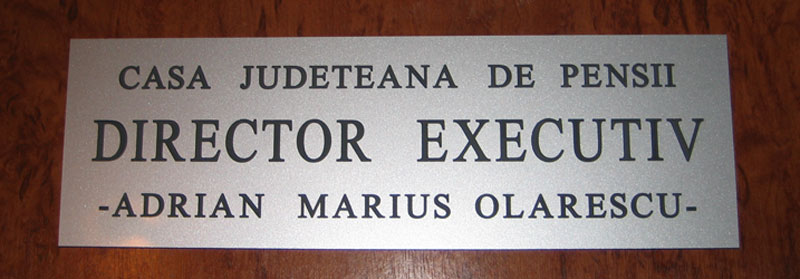 CASA JUDETEANA DE PENSII
DIRECTOR EXECUTIV
-ADRIAN MARIUS OLARESCU-